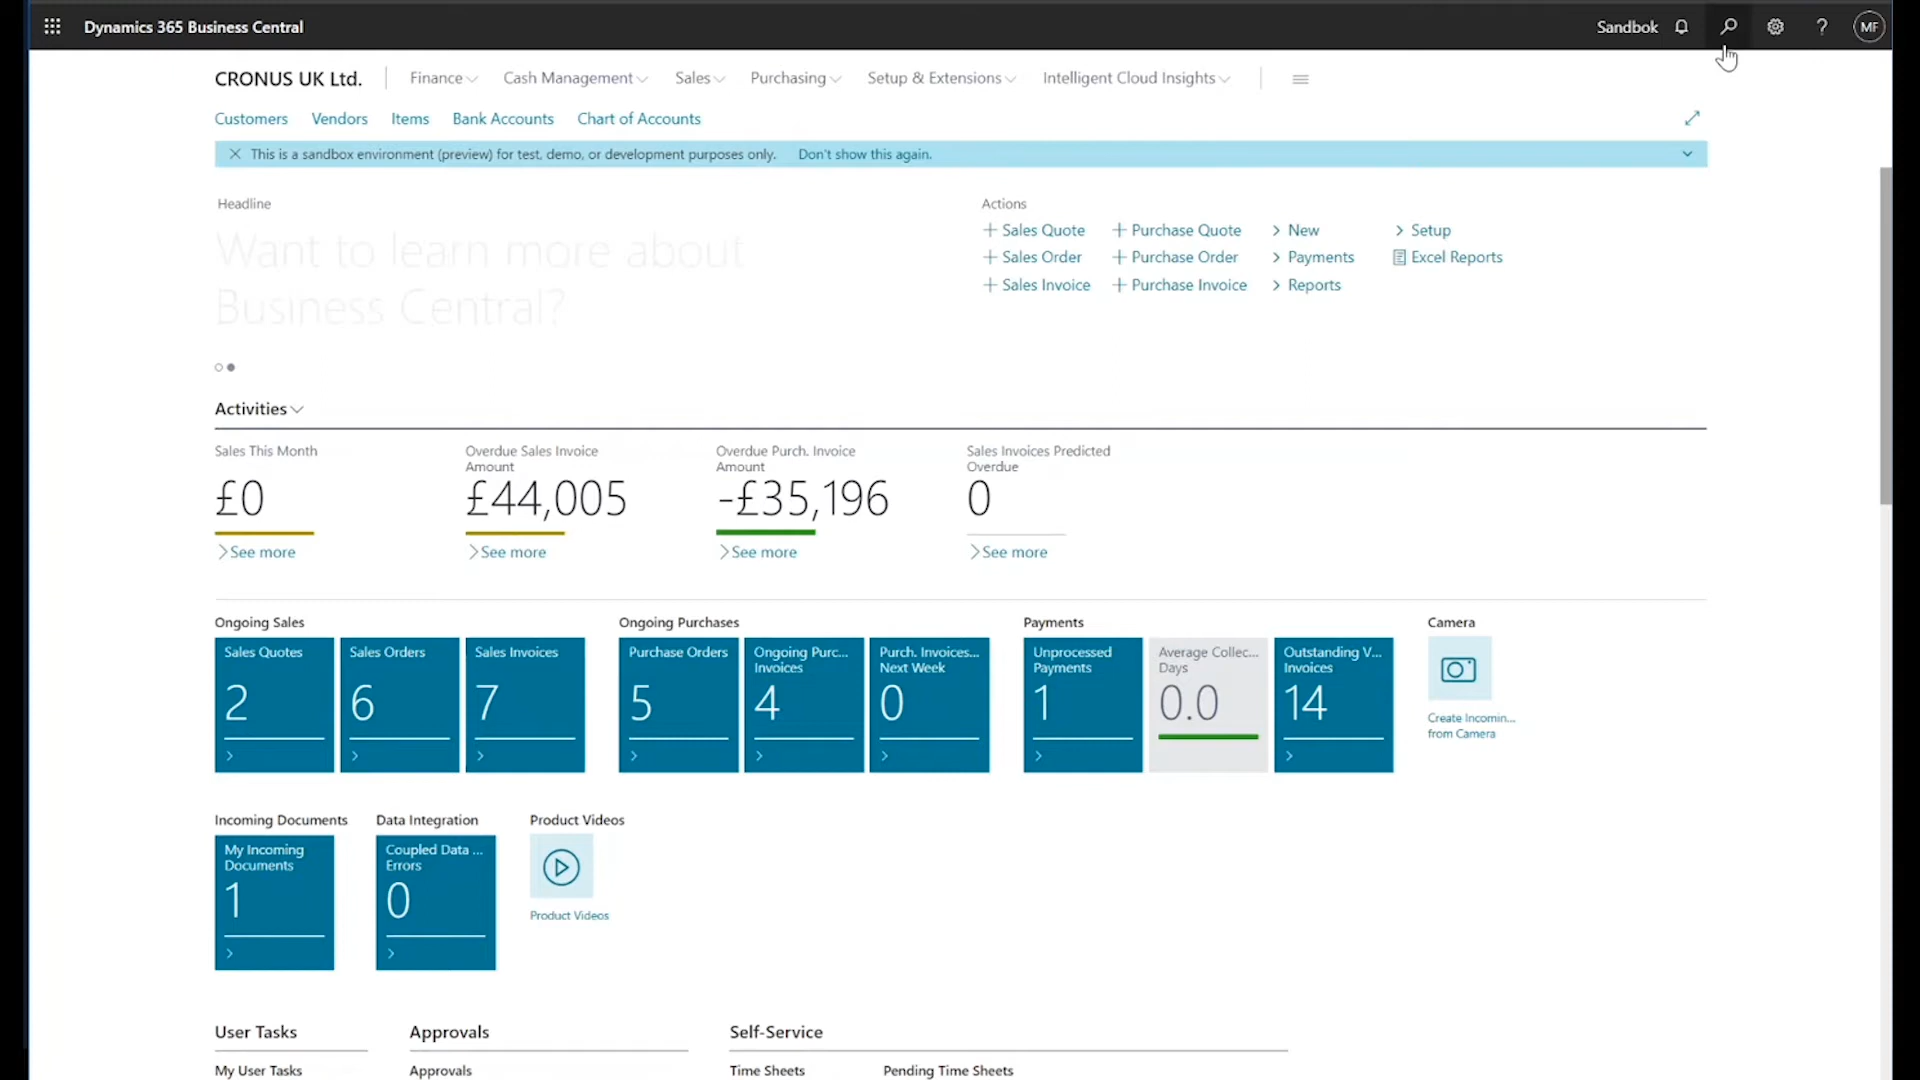 Dynamics 365 Business Central
Sandbok
?
MF
CRONUS UK Ltd.
Finance
Cash Management
Sales
Purchasing
Setup & Extensions
Intelligent Cloud Insights
Customers
Vendors
Items
Bank Accounts
Chart of Accounts
This is a sandbox environment (preview) for test, demo, or development purposes only.
Don't show this again.
Headline
Want to learn more about
Business Central?
Actions
+ Sales Quote
+ Purchase Quote
> New
> Setup
+ Sales Order
+ Purchase Order
> Payments
Excel Reports
+ Sales Invoice
+ Purchase Invoice
> Reports
Activities
Sales This Month
£0
>See more
Overdue Sales Invoice
Amount
£44,005
>See more
Overdue Purch. Invoice
Amount
-£35,196
>See more
Sales Invoices Predicted
Overdue
0
>See more
Ongoing Sales
Sales Quotes
2
Sales Orders
6
Sales Invoices
7
Ongoing Purchases
Purchase Orders
5
Ongoing Purc...
Invoices
4
Purch. Invoices...
Next Week
0
Payments
Unprocessed
Payments
1
Average Collec...
Days
0.0
Outstanding V...
Invoices
14
Camera
Create Incomin...
from Camera
Incoming Documents
My Incoming
Documents
1
Data Integration
Coupled Data ...
Errors
0
Product Videos
Product Videos
User Tasks
My User Tasks
Approvals
Approvals
Self-Service
Time Sheets
Pending Time Sheets